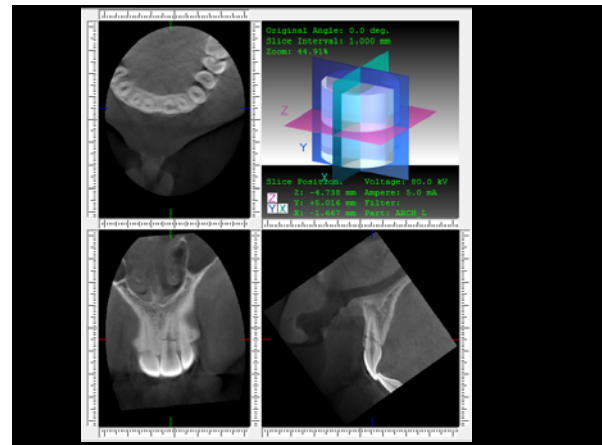 Original Angle: 0.0 deg.
Slice Interval: 1.000 mm
Zoom: 44.91%
Z
Y
X
Slice Position: Voltage: 80.0 kV
Z: -4.738 mm Ampere: 5.0 mA
Y: +5.016 mm Filter:
X: -1.667 mm Part: ARCH_L
Z
Y X